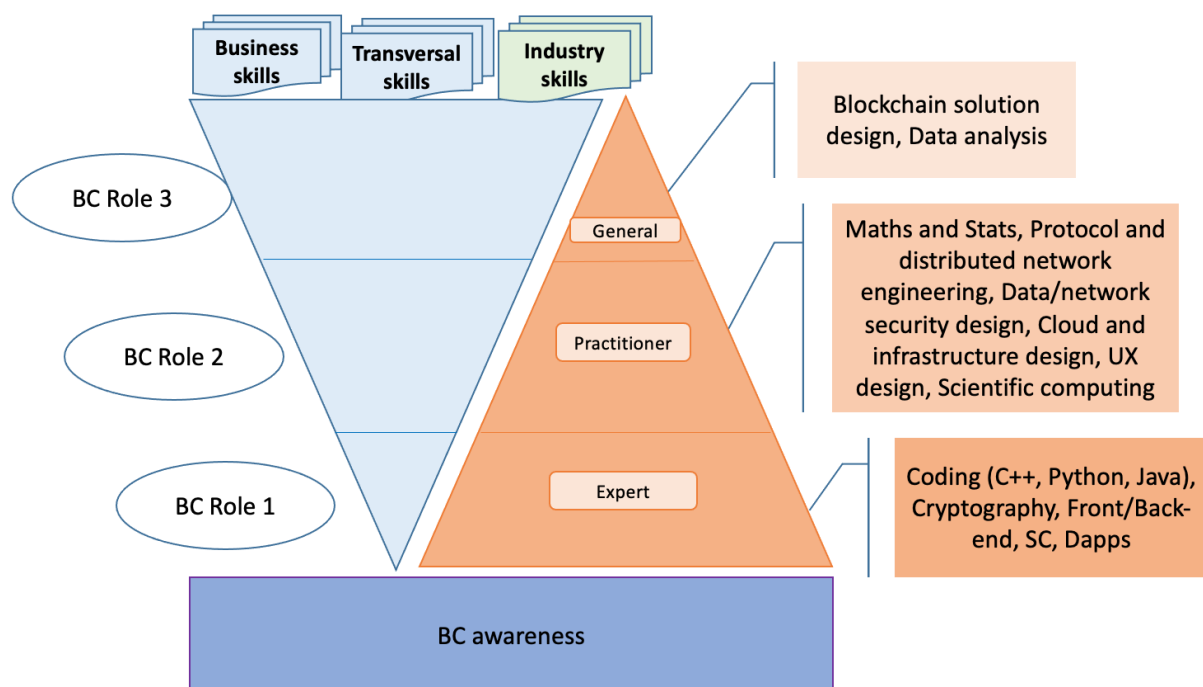 Business
skills
Transversal
skills
Industry
skills
Blockchain solution
design, Data analysis
BC Role 3
General
Maths and Stats, Protocol and
distributed network
engineering, Data/network
security design, Cloud and
infrastructure design, UX
design, Scientific computing
BC Role 2
Practitioner
BC Role 1
Expert
Coding (C++, Python, Java),
Cryptography, Front/Back-
end, SC, Dapps
BC awareness